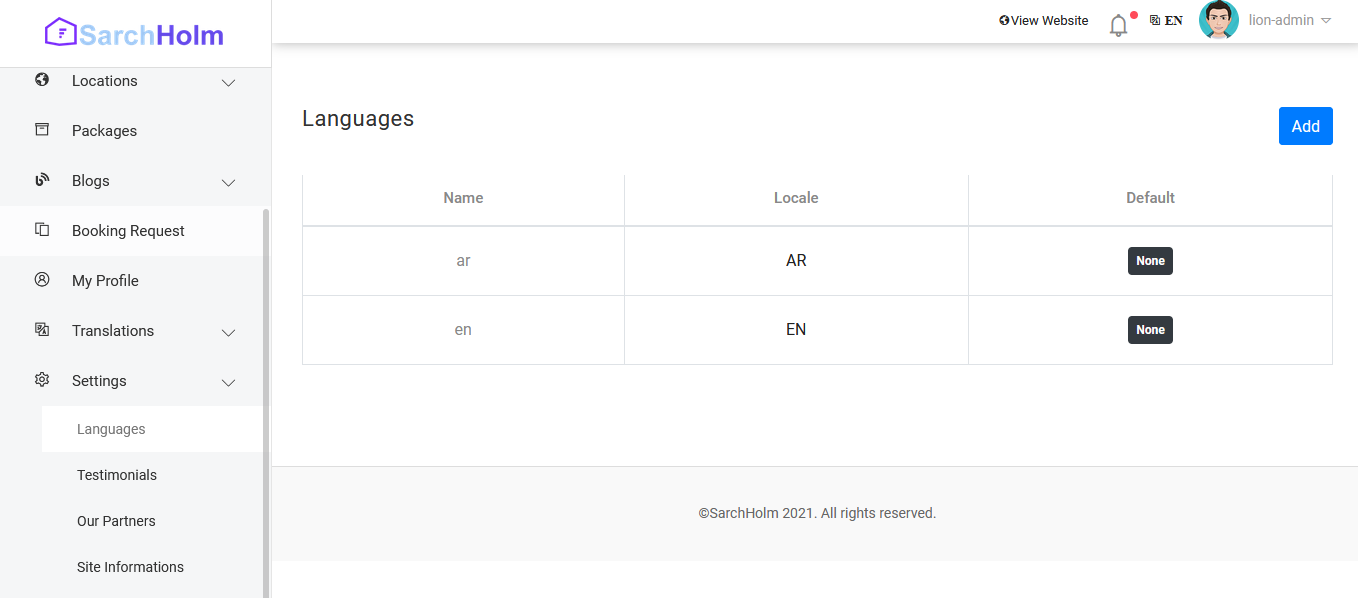 SarchHolm
View Website
EN
lion-admin
Locations
Packages
Blogs
Booking Request
My Profile
Translations
Settings
Languages
Testimonials
Our Partners
Site Informations
Languages
Add
Name Locale Default
ar AR None
en EN None
©SarchHolm 2021. All rights reserved.